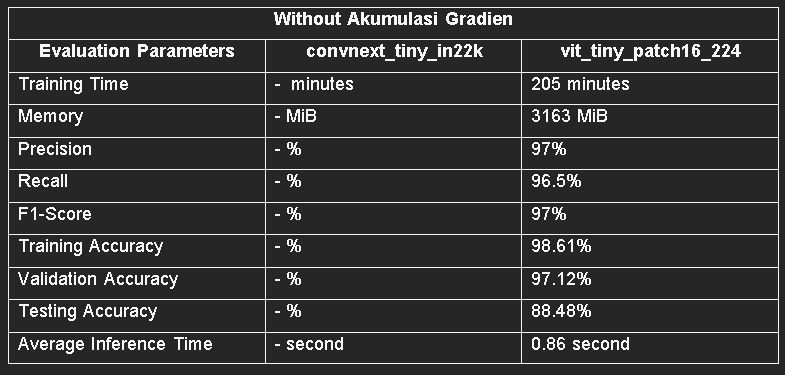 Without Akumulasi Gradien
Evaluation Parameters convnext_tiny_in22k vit_tiny_patch16_224
Training Time - minutes 205 minutes
Memory - MiB 3163 MiB
Precision - % 97%
Recall - % 96.5%
F1-Score - % 97%
Training Accuracy - % 98.61%
Validation Accuracy - % 97.12%
Testing Accuracy - % 88.48%
Average Inference Time - second 0.86 second